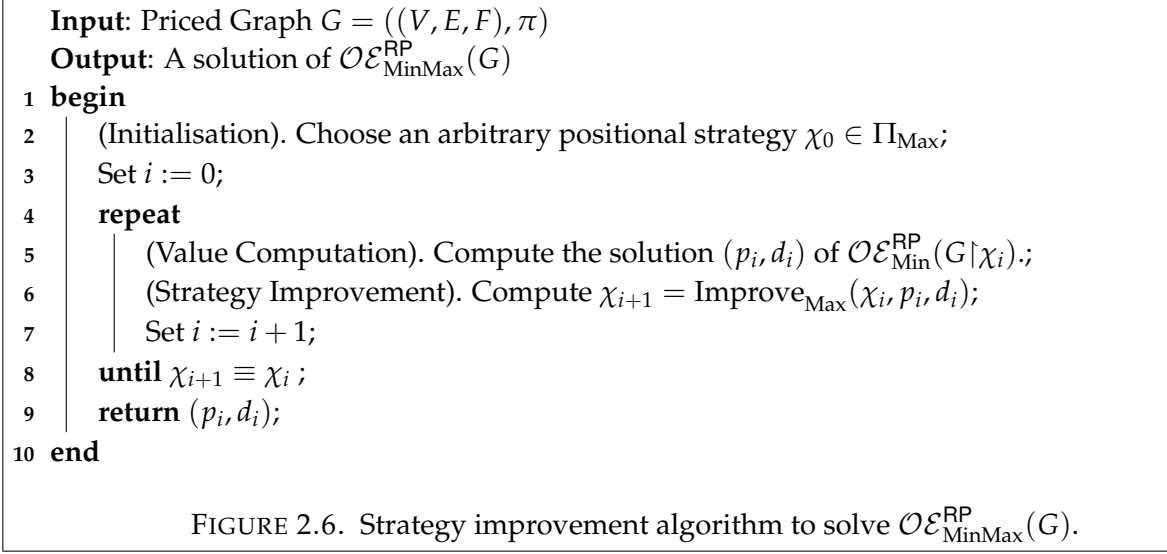 Input: Priced Graph G = ((V, E, F), π)
Output: A solution of 𝒪ℰ^RP_MinMax(G)
1 begin
2 (Initialisation). Choose an arbitrary positional strategy χ₀ ∈ Π_Max;
3 Set i := 0;
4 repeat
5 (Value Computation). Compute the solution (p_i, d_i) of 𝒪ℰ^RP_Min(G↾χ_i).;
6 (Strategy Improvement). Compute χ_{i+1} = Improve_Max(χ_i, p_i, d_i);
7 Set i := i + 1;
8 until χ_{i+1} ≡ χ_i ;
9 return (p_i, d_i);
10 end
FIGURE 2.6. Strategy improvement algorithm to solve 𝒪ℰ^RP_MinMax(G).